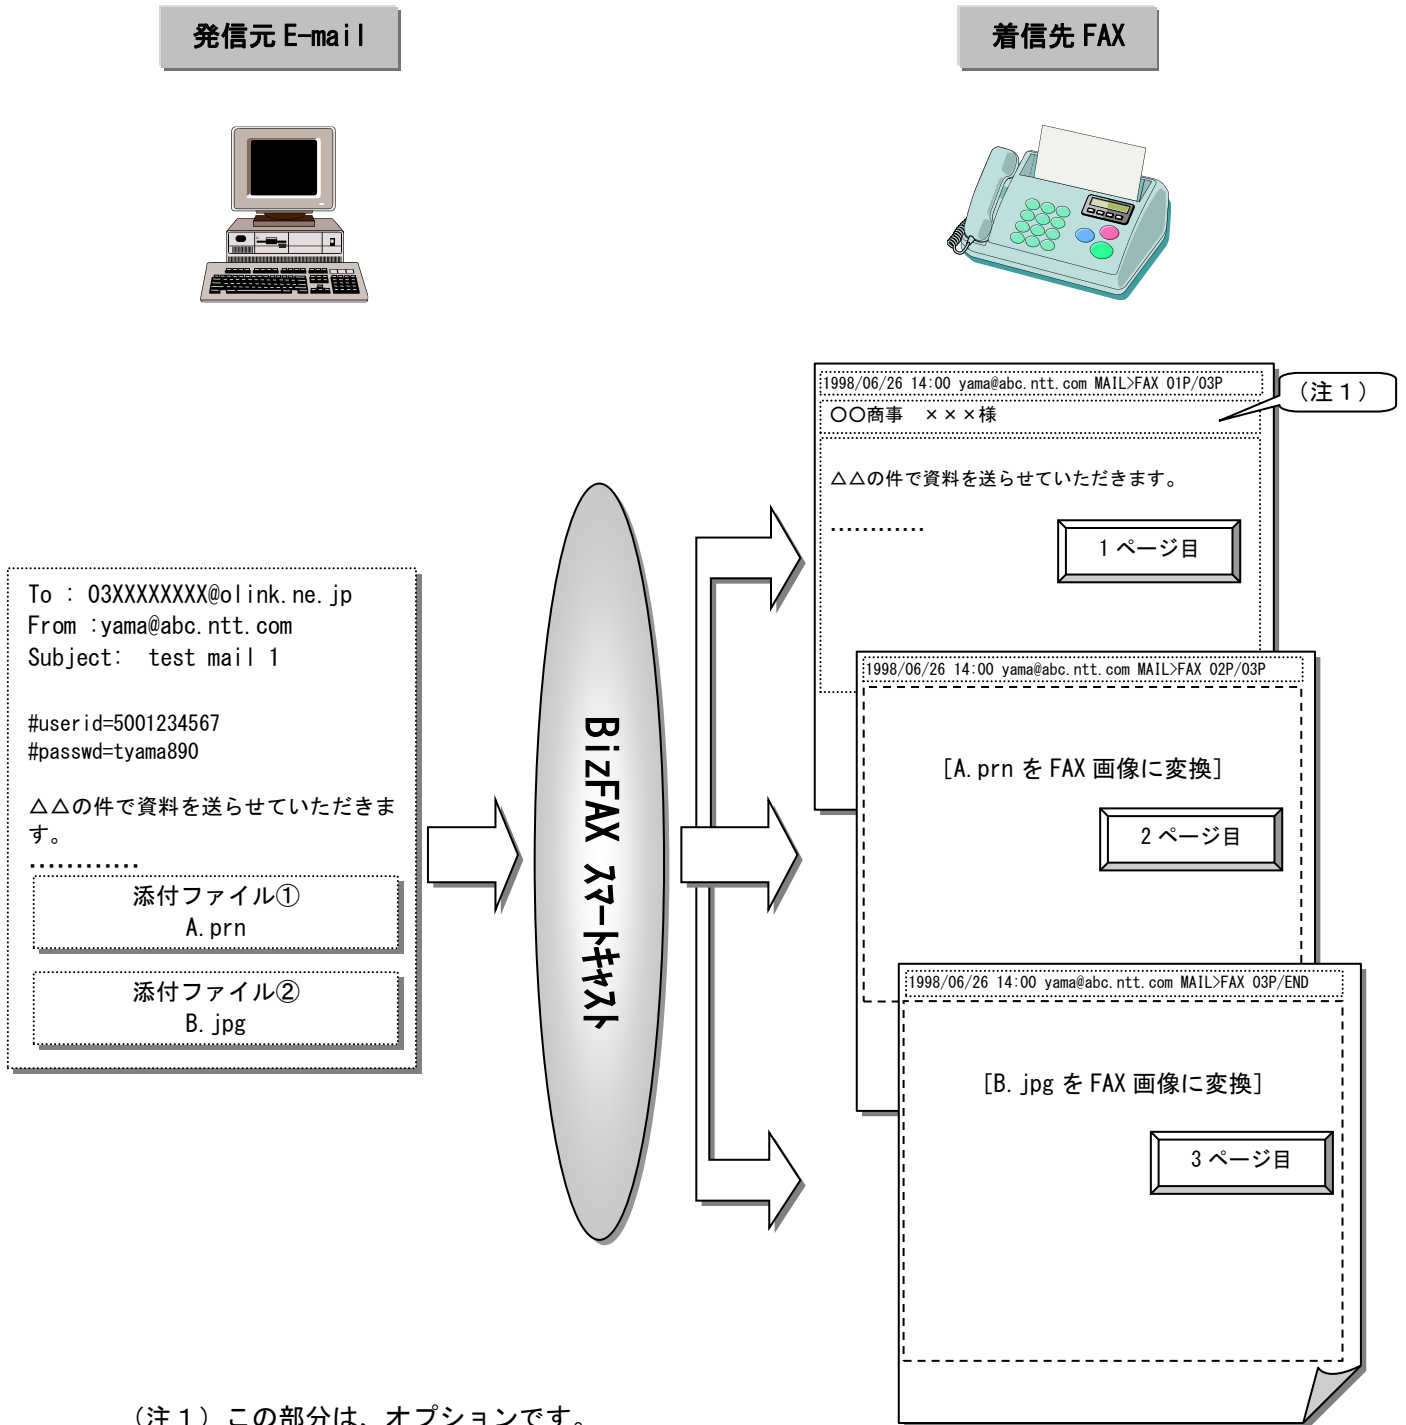 発信元 E-mail
着信先 FAX
To : 03XXXXXXXX@olink.ne.jp
From :yama@abc.ntt.com
Subject: test mail 1
#userid=5001234567
#passwd=tyama890
△△の件で資料を送らせていただきま
す。
…………
添付ファイル①
A.prn
添付ファイル②
B.jpg
BizFAX スマートキャスト
1998/06/26 14:00 yama@abc.ntt.com MAIL>FAX 01P/03P
(注1)
〇〇商事 ×××様
△△の件で資料を送らせていただきます。
…………
1ページ目
1998/06/26 14:00 yama@abc.ntt.com MAIL>FAX 02P/03P
[A.prn を FAX 画像に変換]
2ページ目
1998/06/26 14:00 yama@abc.ntt.com MAIL>FAX 03P/END
[B.jpg を FAX 画像に変換]
3ページ目
(注1) この部分は、オプションです。